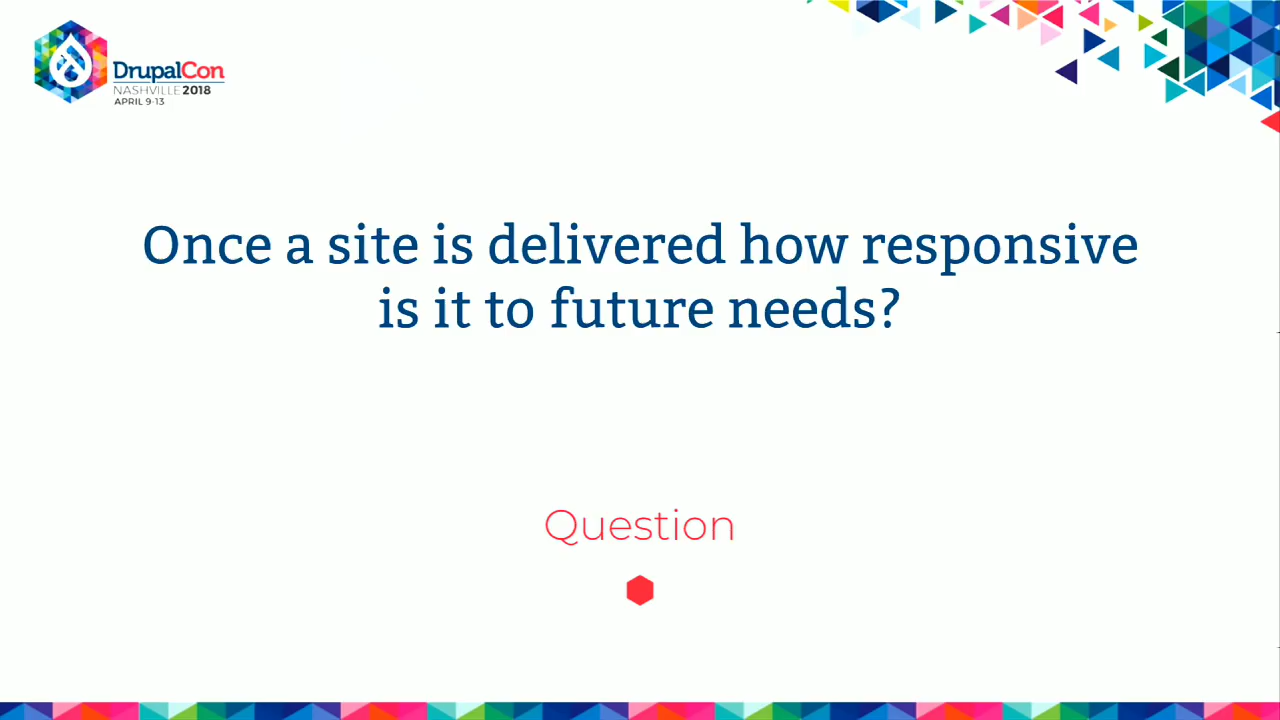 DrupalCon
NASHVILLE 2018
APRIL 9-13
Once a site is delivered how responsive
is it to future needs?
Question